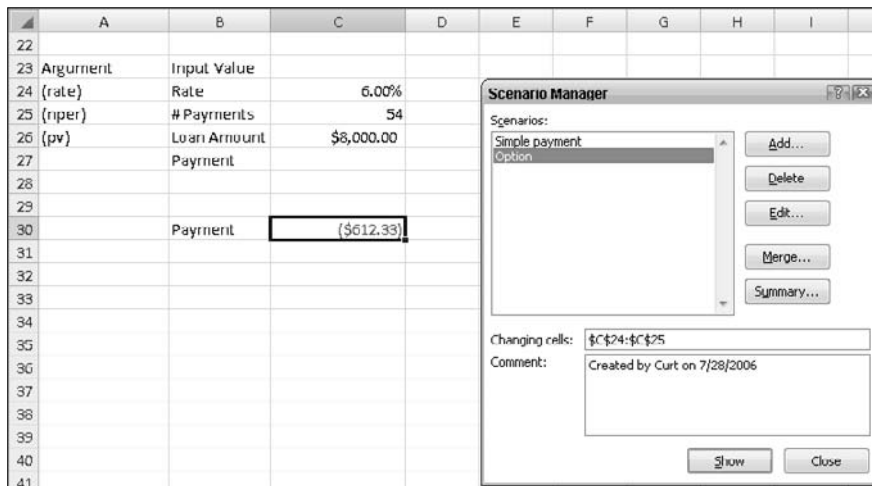 A B C D E F G H I
22
23 Argument Input Value
24 (rate) Rate 6.00%
25 (nper) # Payments 54
26 (pv) Loan Amount $8,000.00
27 Payment
28
29
30 Payment ($612.33)
31
32
33
34
35
36
37
38
39
40
41
Scenario Manager
Scenarios:
Simple payment
Option
Add...
Delete
Edit...
Merge...
Summary...
Changing cells: $C$24:$C$25
Comment: Created by Curt on 7/28/2006
Show Close